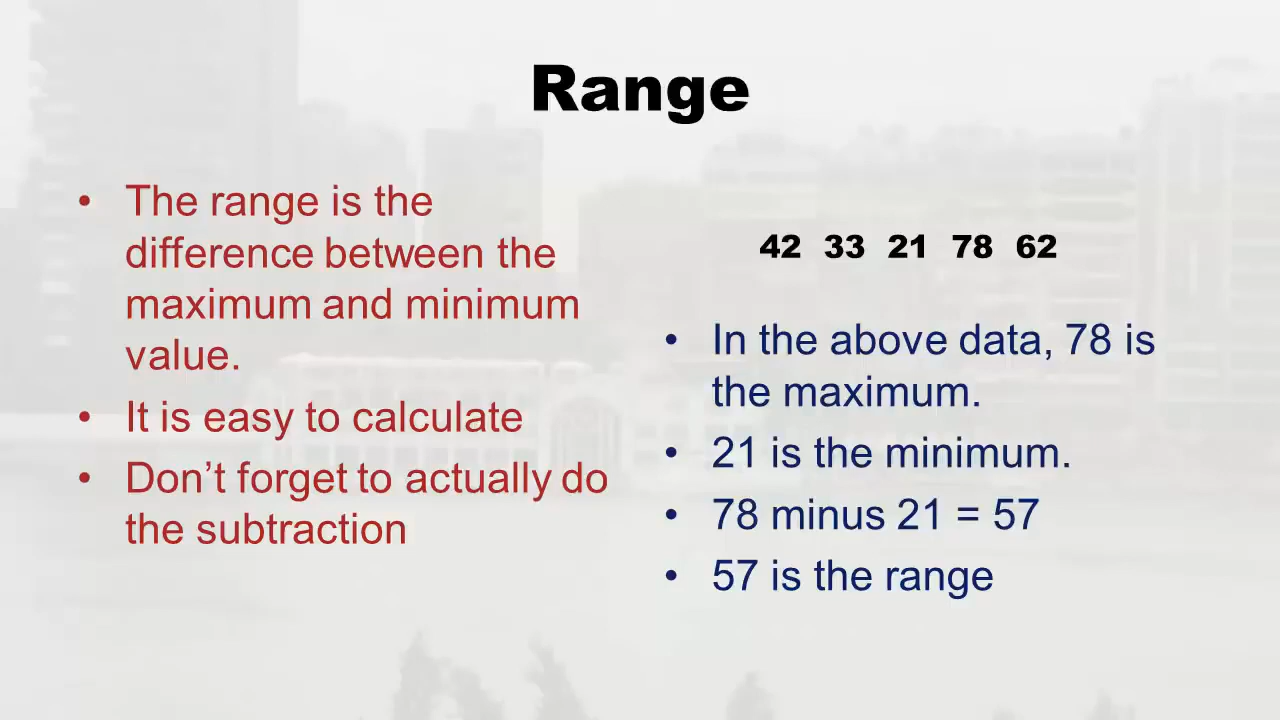 Range
• The range is the
difference between the
maximum and minimum
value.
• It is easy to calculate
• Don’t forget to actually do
the subtraction
42 33 21 78 62
• In the above data, 78 is
the maximum.
• 21 is the minimum.
• 78 minus 21 = 57
• 57 is the range